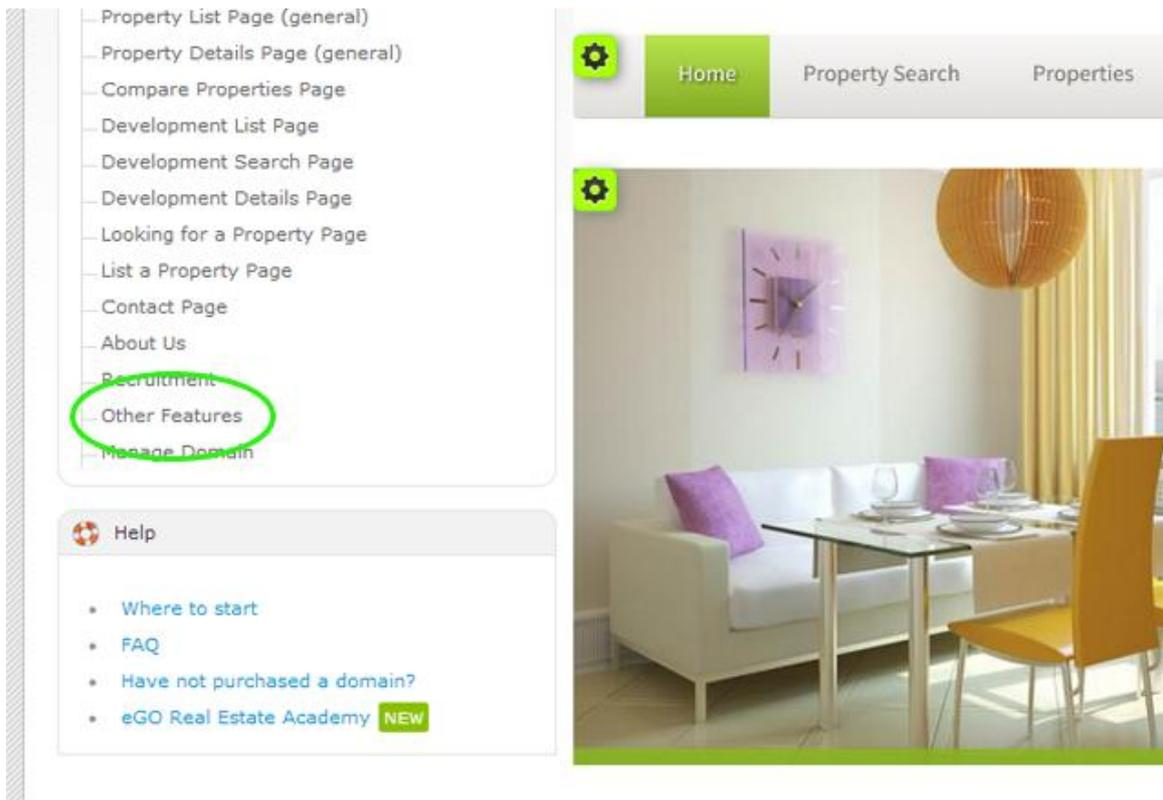 Property List Page (general)
Property Details Page (general)
Compare Properties Page
Development List Page
Development Search Page
Development Details Page
Looking for a Property Page
List a Property Page
Contact Page
About Us
Recruitment
Other Features
Manage Domain
Help
Where to start
FAQ
Have not purchased a domain?
eGO Real Estate Academy NEW
Home Property Search Properties